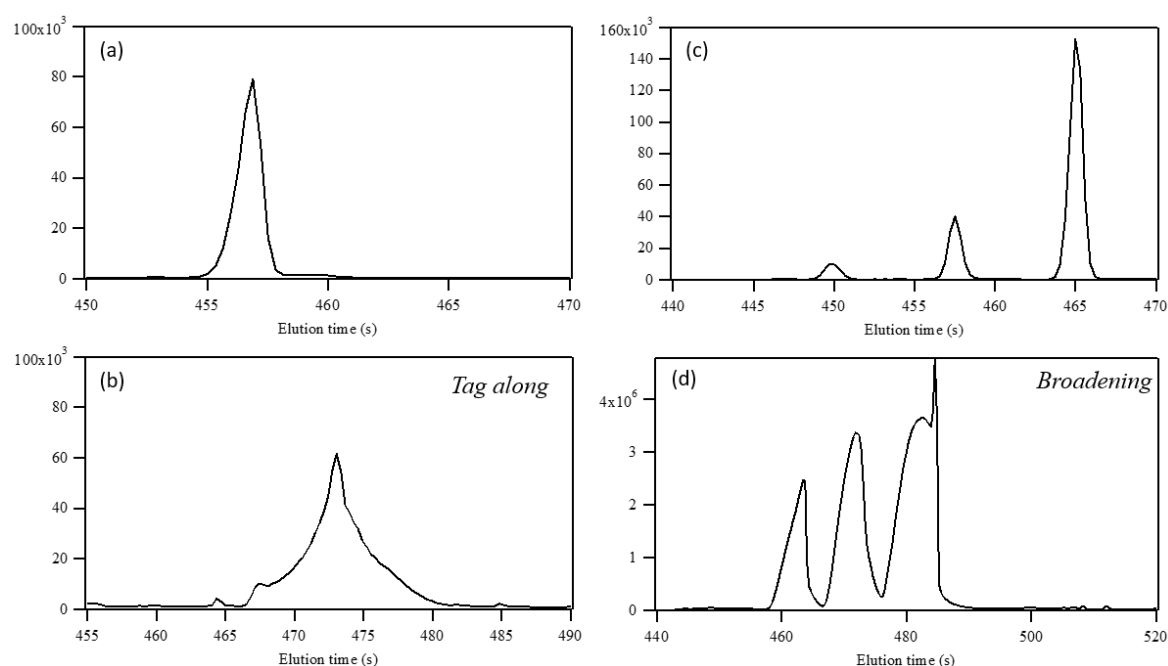 100x10³
(a)
80
60
40
20
0
450 455 460 465 470
Elution time (s)
160x10³
(c)
140
120
100
80
60
40
20
0
440 445 450 455 460 465 470
Elution time (s)
100x10³
(b)
Tag along
80
60
40
20
0
455 460 465 470 475 480 485 490
Elution time (s)
(d)
Broadening
4x10⁶
3
2
1
0
440 460 480 500 520
Elution time (s)